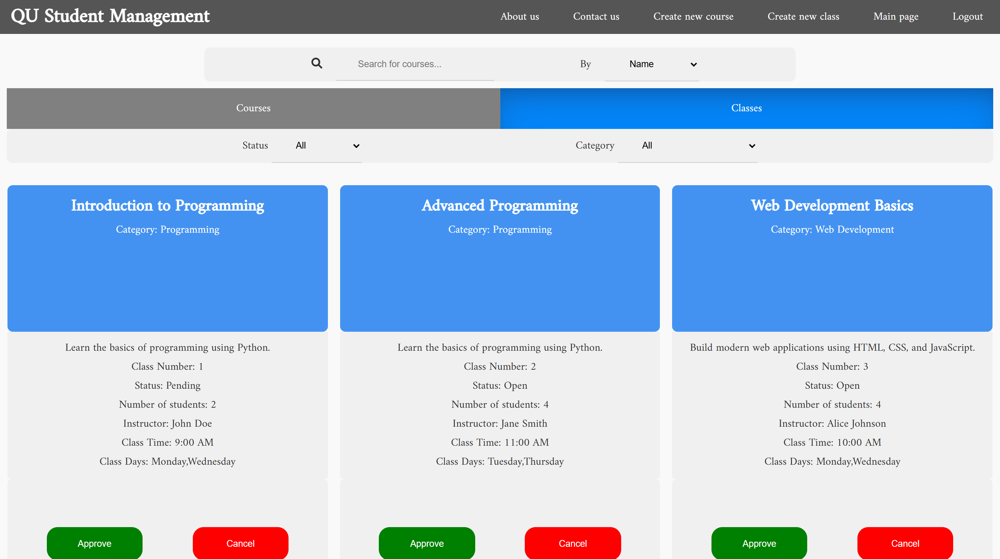 QU Student Management
About us
Contact us
Create new course
Create new class
Main page
Logout
Search for courses...
By
Name
Courses
Classes
Status
All
Category
All
Introduction to Programming
Category: Programming
Learn the basics of programming using Python.
Class Number: 1
Status: Pending
Number of students: 2
Instructor: John Doe
Class Time: 9:00 AM
Class Days: Monday,Wednesday
Approve
Cancel
Advanced Programming
Category: Programming
Learn the basics of programming using Python.
Class Number: 2
Status: Open
Number of students: 4
Instructor: Jane Smith
Class Time: 11:00 AM
Class Days: Tuesday,Thursday
Approve
Cancel
Web Development Basics
Category: Web Development
Build modern web applications using HTML, CSS, and JavaScript.
Class Number: 3
Status: Open
Number of students: 4
Instructor: Alice Johnson
Class Time: 10:00 AM
Class Days: Monday,Wednesday
Approve
Cancel